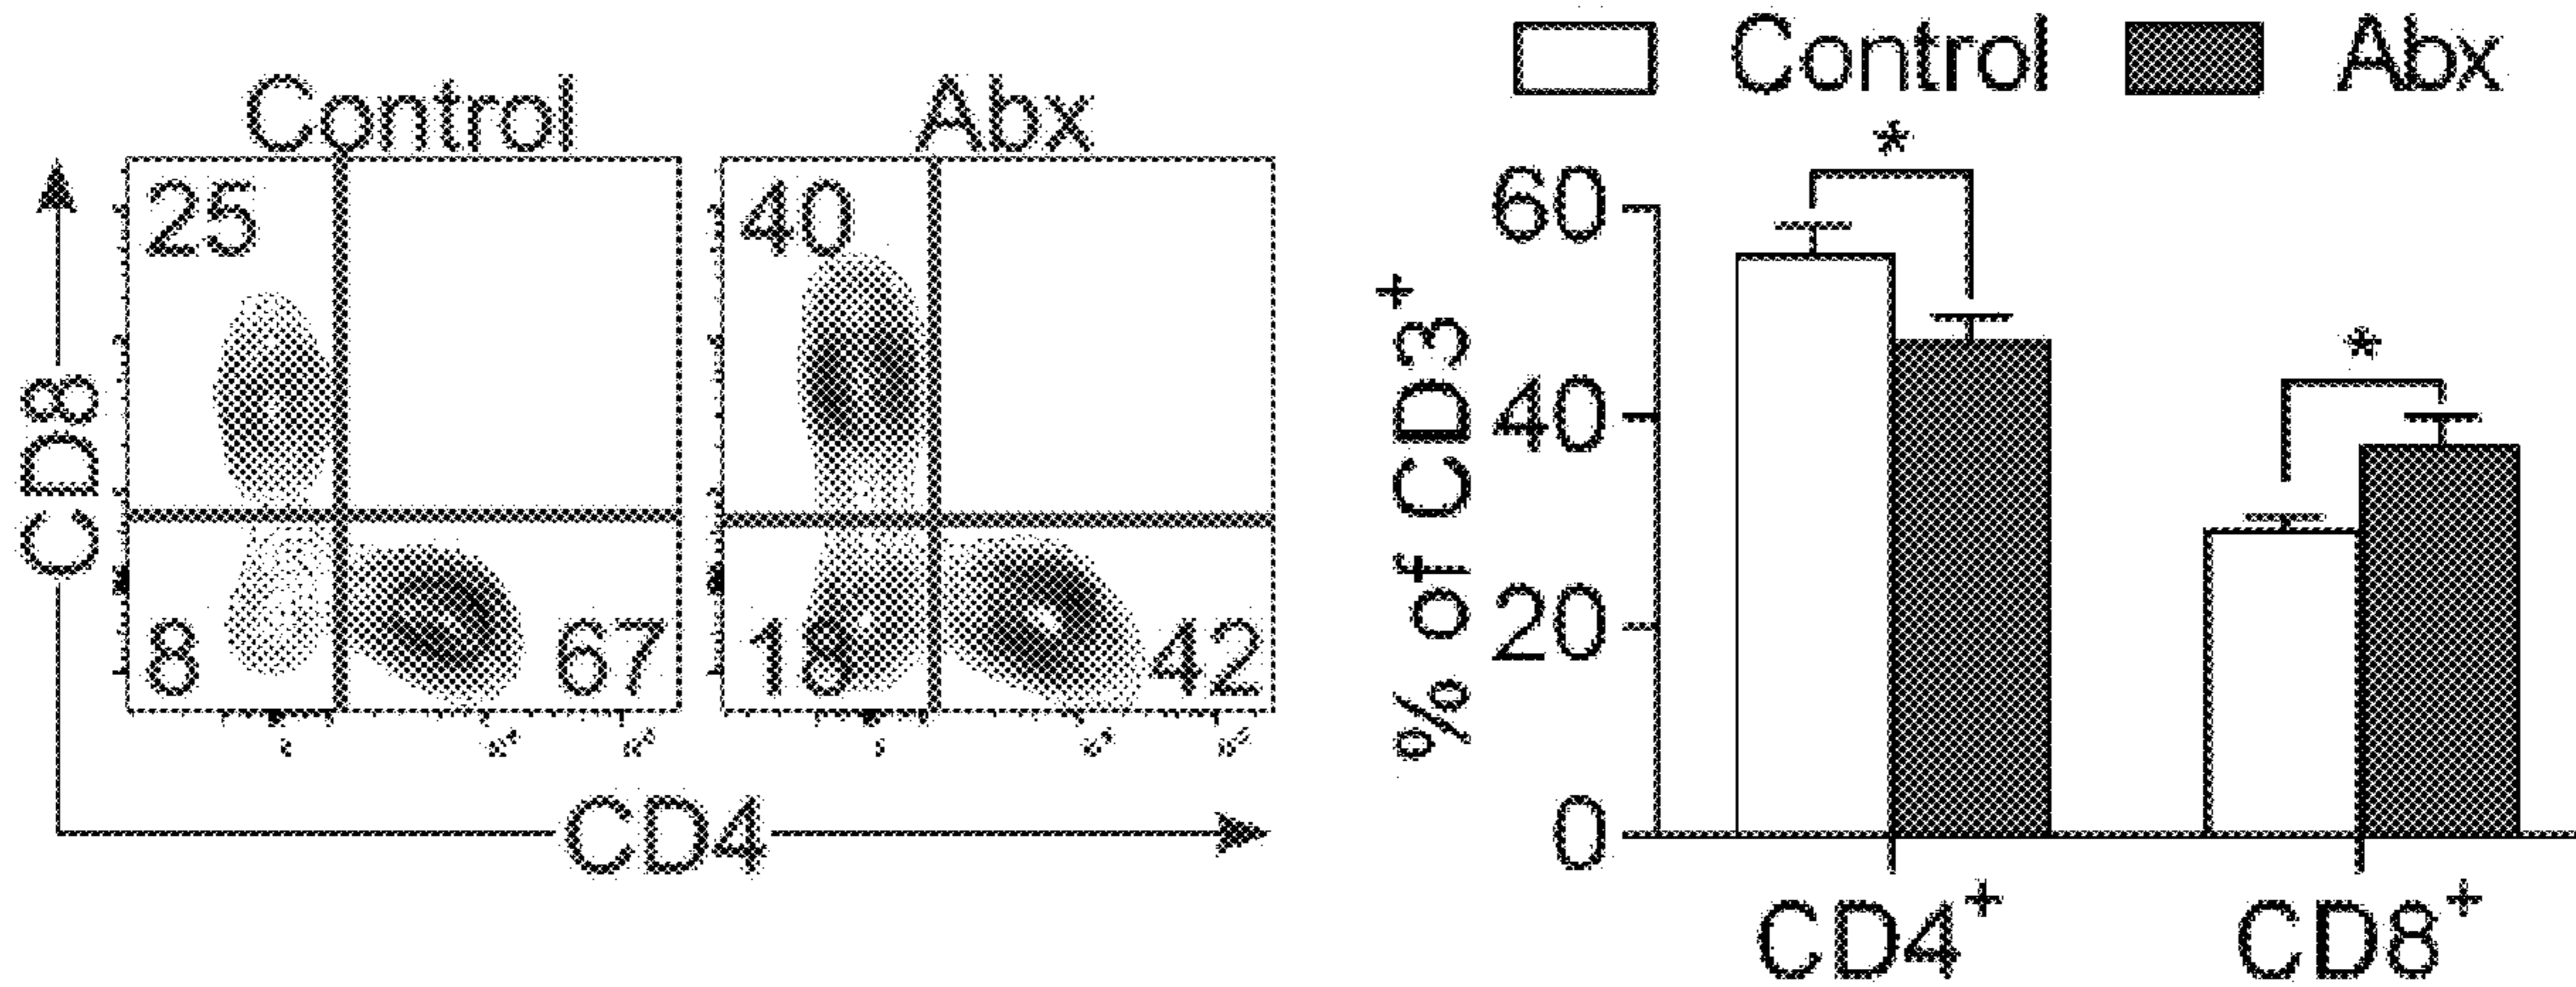 Control Abx
CD8
25
8
67
40
18
42
CD4
Control Abx
% of CD3⁺
60
40
20
0
*
*
CD4⁺
CD8⁺